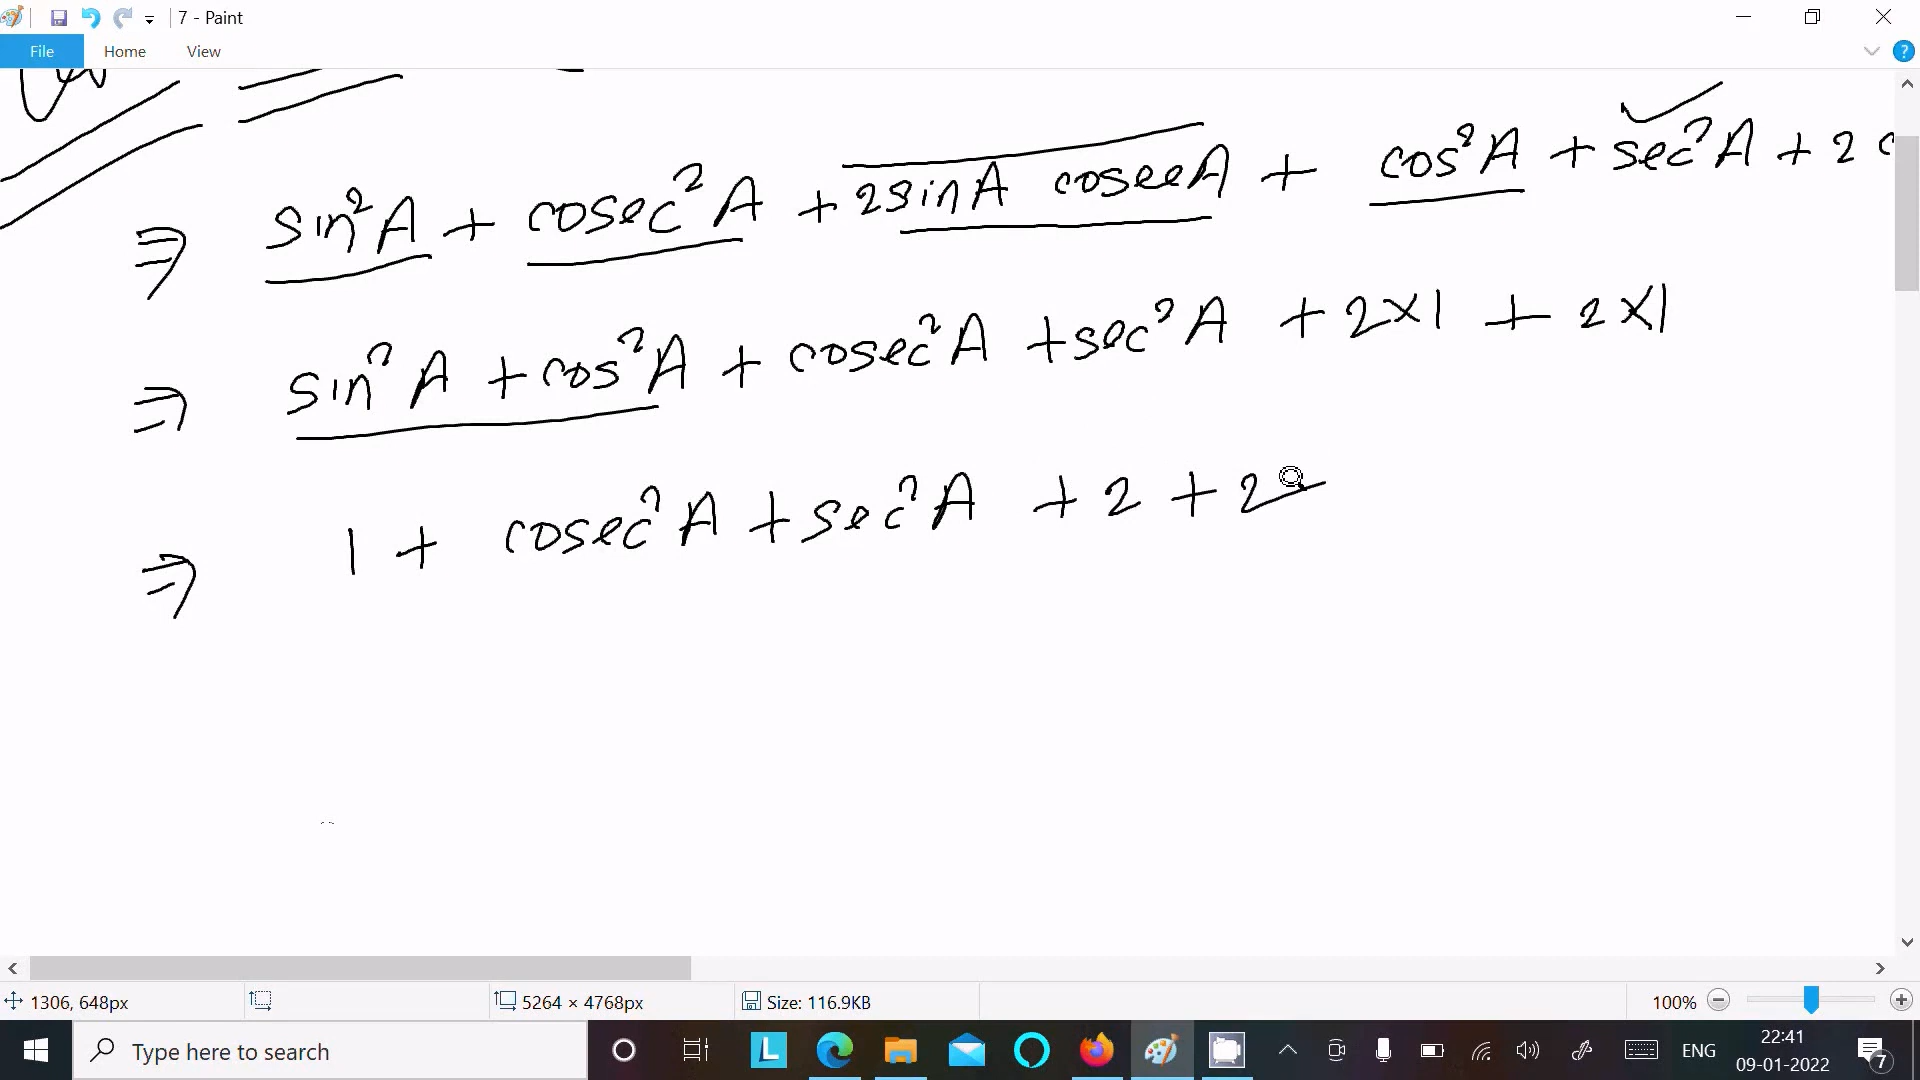 7 - Paint
File Home View
⇒ sin²A + cosec²A + 2sinA cosecA + cos²A + sec²A + 2 c
⇒ sin²A + cos²A + cosec²A + sec²A + 2×1 + 2×1
⇒ 1 + cosec²A + sec²A + 2 + 2
1306, 648px 5264 × 4768px Size: 116.9KB 100%
Type here to search ENG 22:41
09-01-2022 7